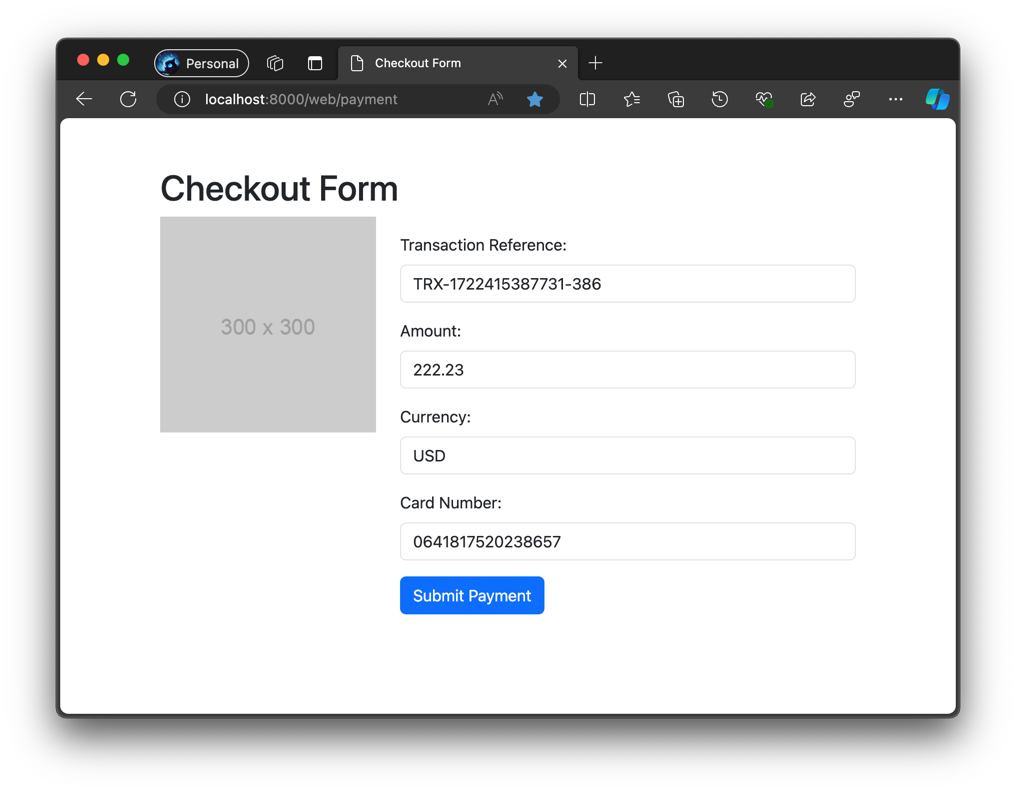 Personal
Checkout Form
localhost:8000/web/payment
Checkout Form
300 x 300
Transaction Reference:
TRX-1722415387731-386
Amount:
222.23
Currency:
USD
Card Number:
0641817520238657
Submit Payment